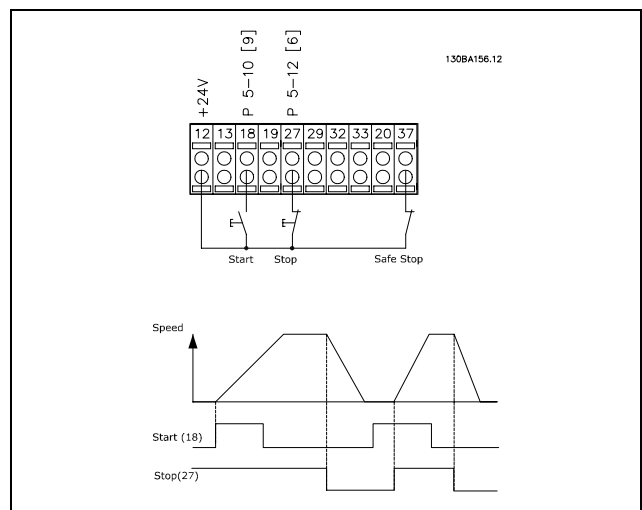 +24V
P 5-10 [9]
P 5-12 [6]
130BA156.12
12 13 18 19 27 29 32 33 20 37
Start Stop Safe Stop
Speed
Start (18)
Stop(27)